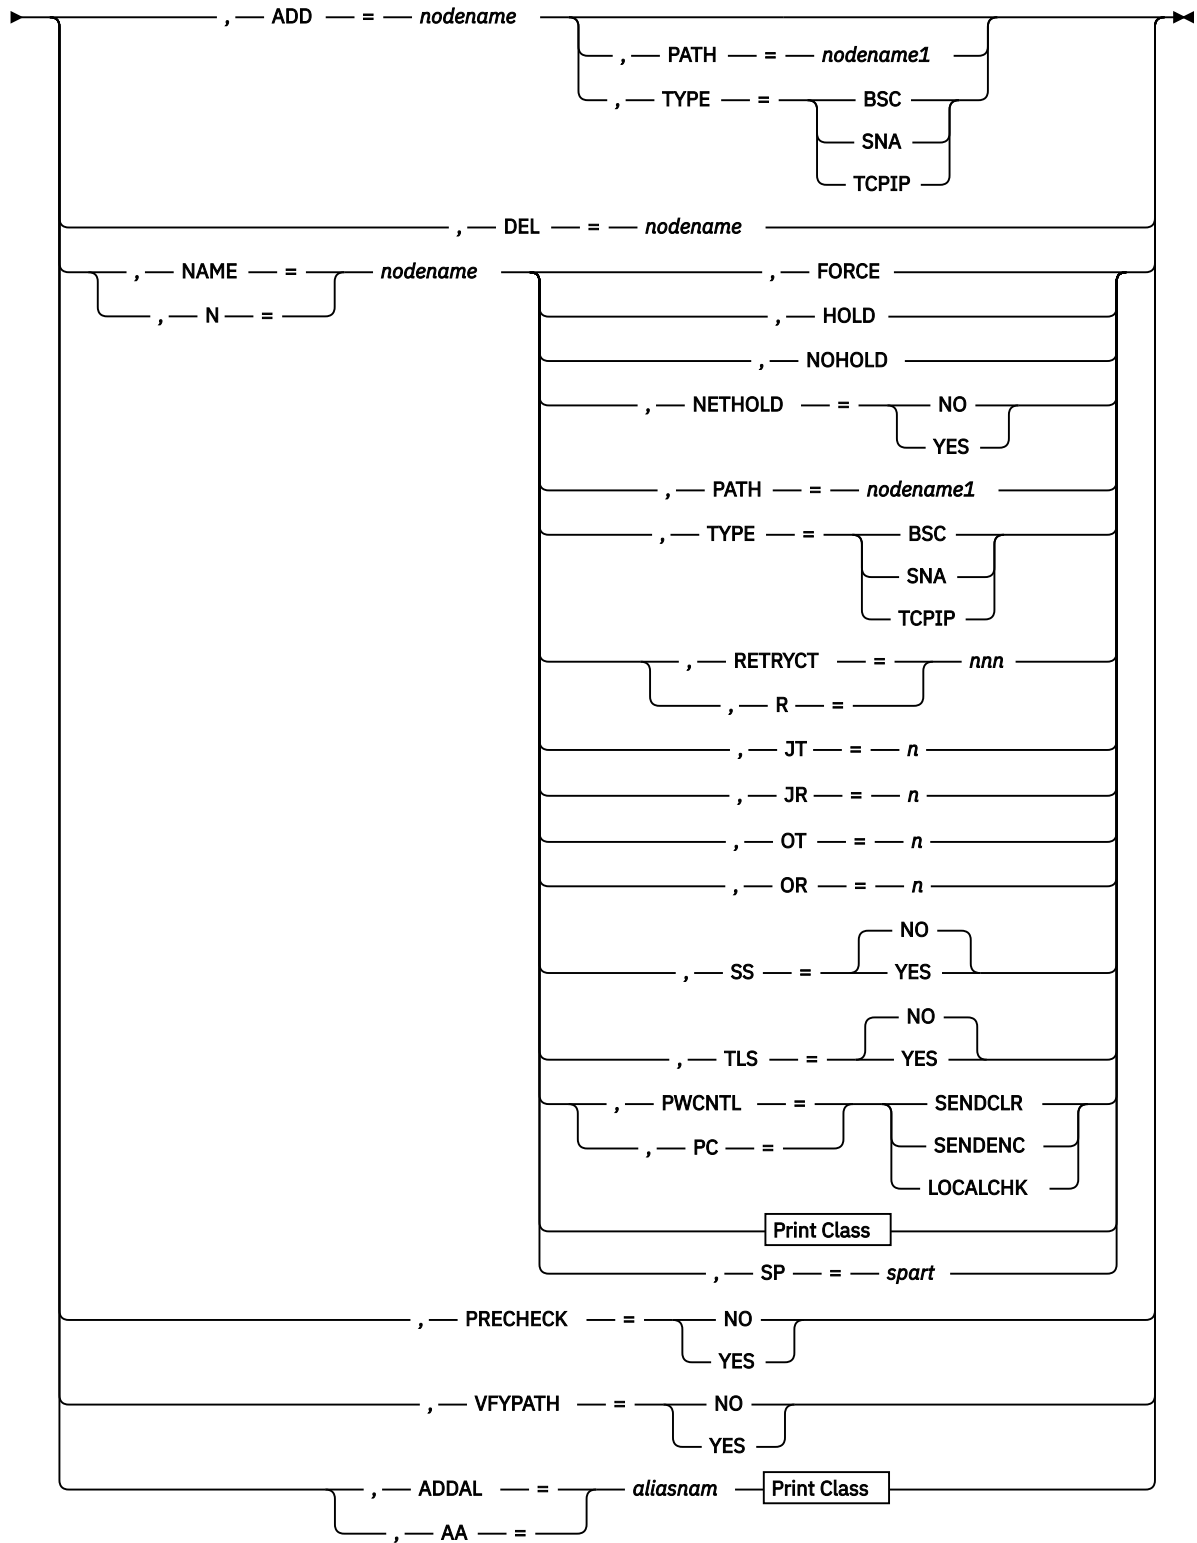 , ADD = nodename
, PATH = nodename1
, TYPE = BSC
SNA
TCPIP
, DEL = nodename
, NAME = nodename , FORCE
, N = , HOLD
, NOHOLD
, NETHOLD = NO
YES
, PATH = nodename1
, TYPE = BSC
SNA
TCPIP
, RETRYCT = nnn
, R =
, JT = n
, JR = n
, OT = n
, OR = n
NO
, SS = YES
NO
, TLS = YES
, PWCNTL = SENDCLR
, PC = SENDENC
LOCALCHK
Print Class
, SP = spart
, PRECHECK = NO
YES
, VFYPATH = NO
YES
, ADDAL = aliasnam Print Class
, AA =